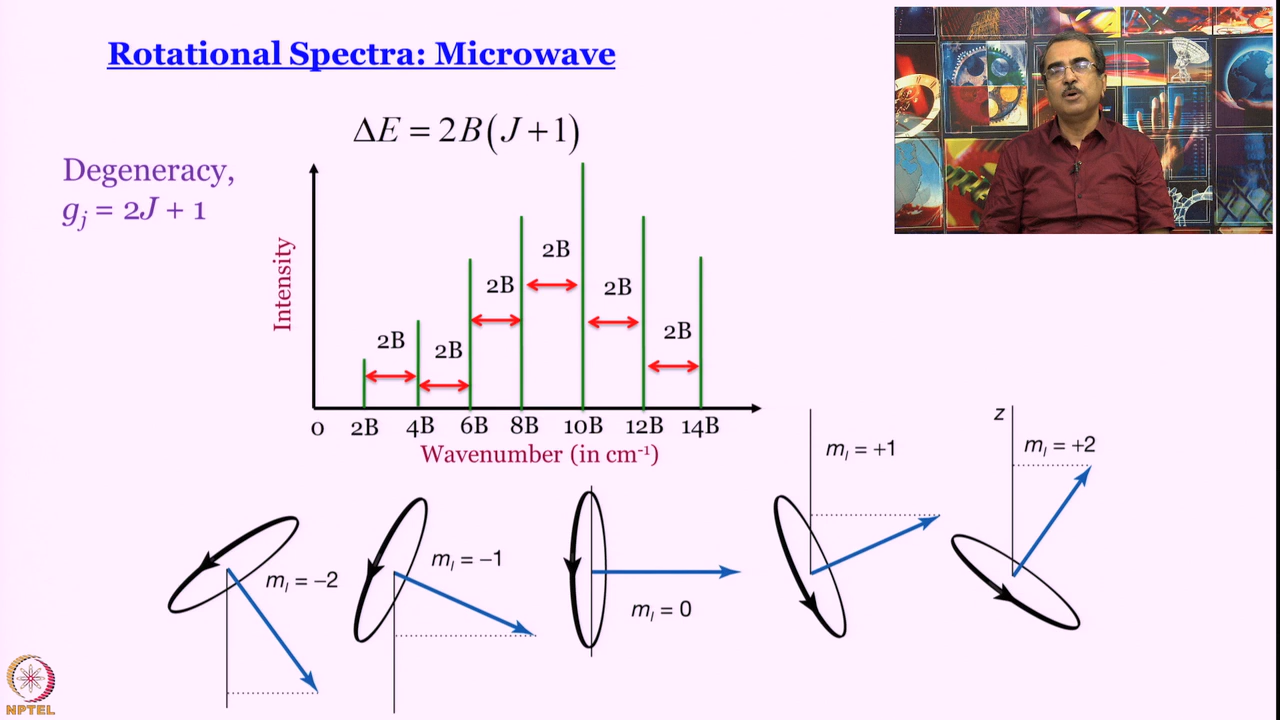 Rotational Spectra: Microwave
ΔE = 2B(J+1)
Degeneracy,
gj = 2J + 1
Intensity
2B
2B
2B
2B
2B
2B
0 2B 4B 6B 8B 10B 12B 14B
Wavenumber (in cm⁻¹)
ml = −2
ml = −1
ml = 0
ml = +1
z
ml = +2
NPTEL